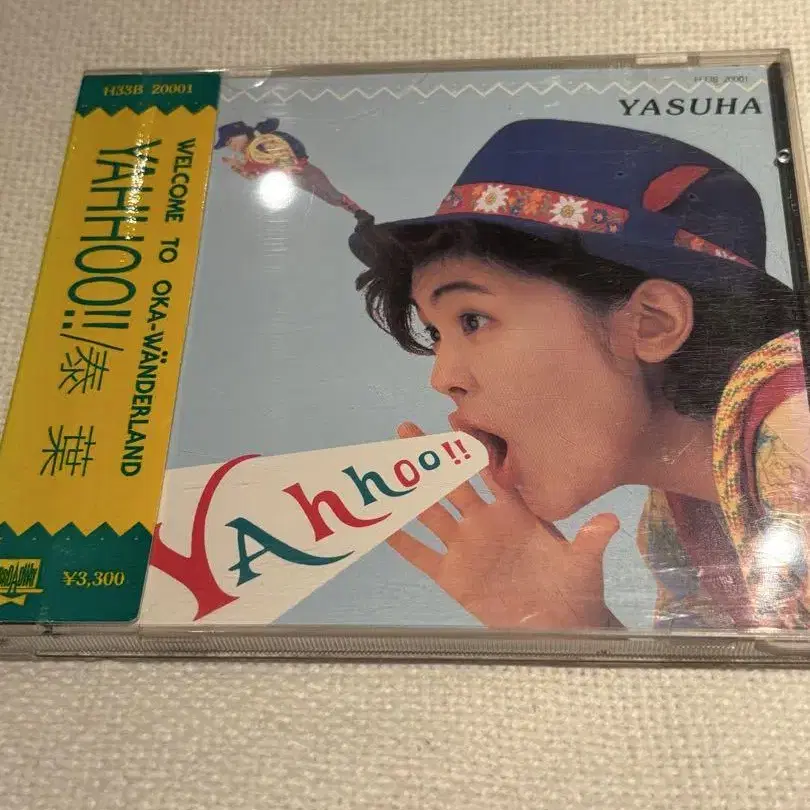 H33B 20001
WELCOME TO OKA-WÄNDERLAND
YAHHOO!!/泰葉
¥3,300
H33B 20001
YASUHA
YAhhoo!!